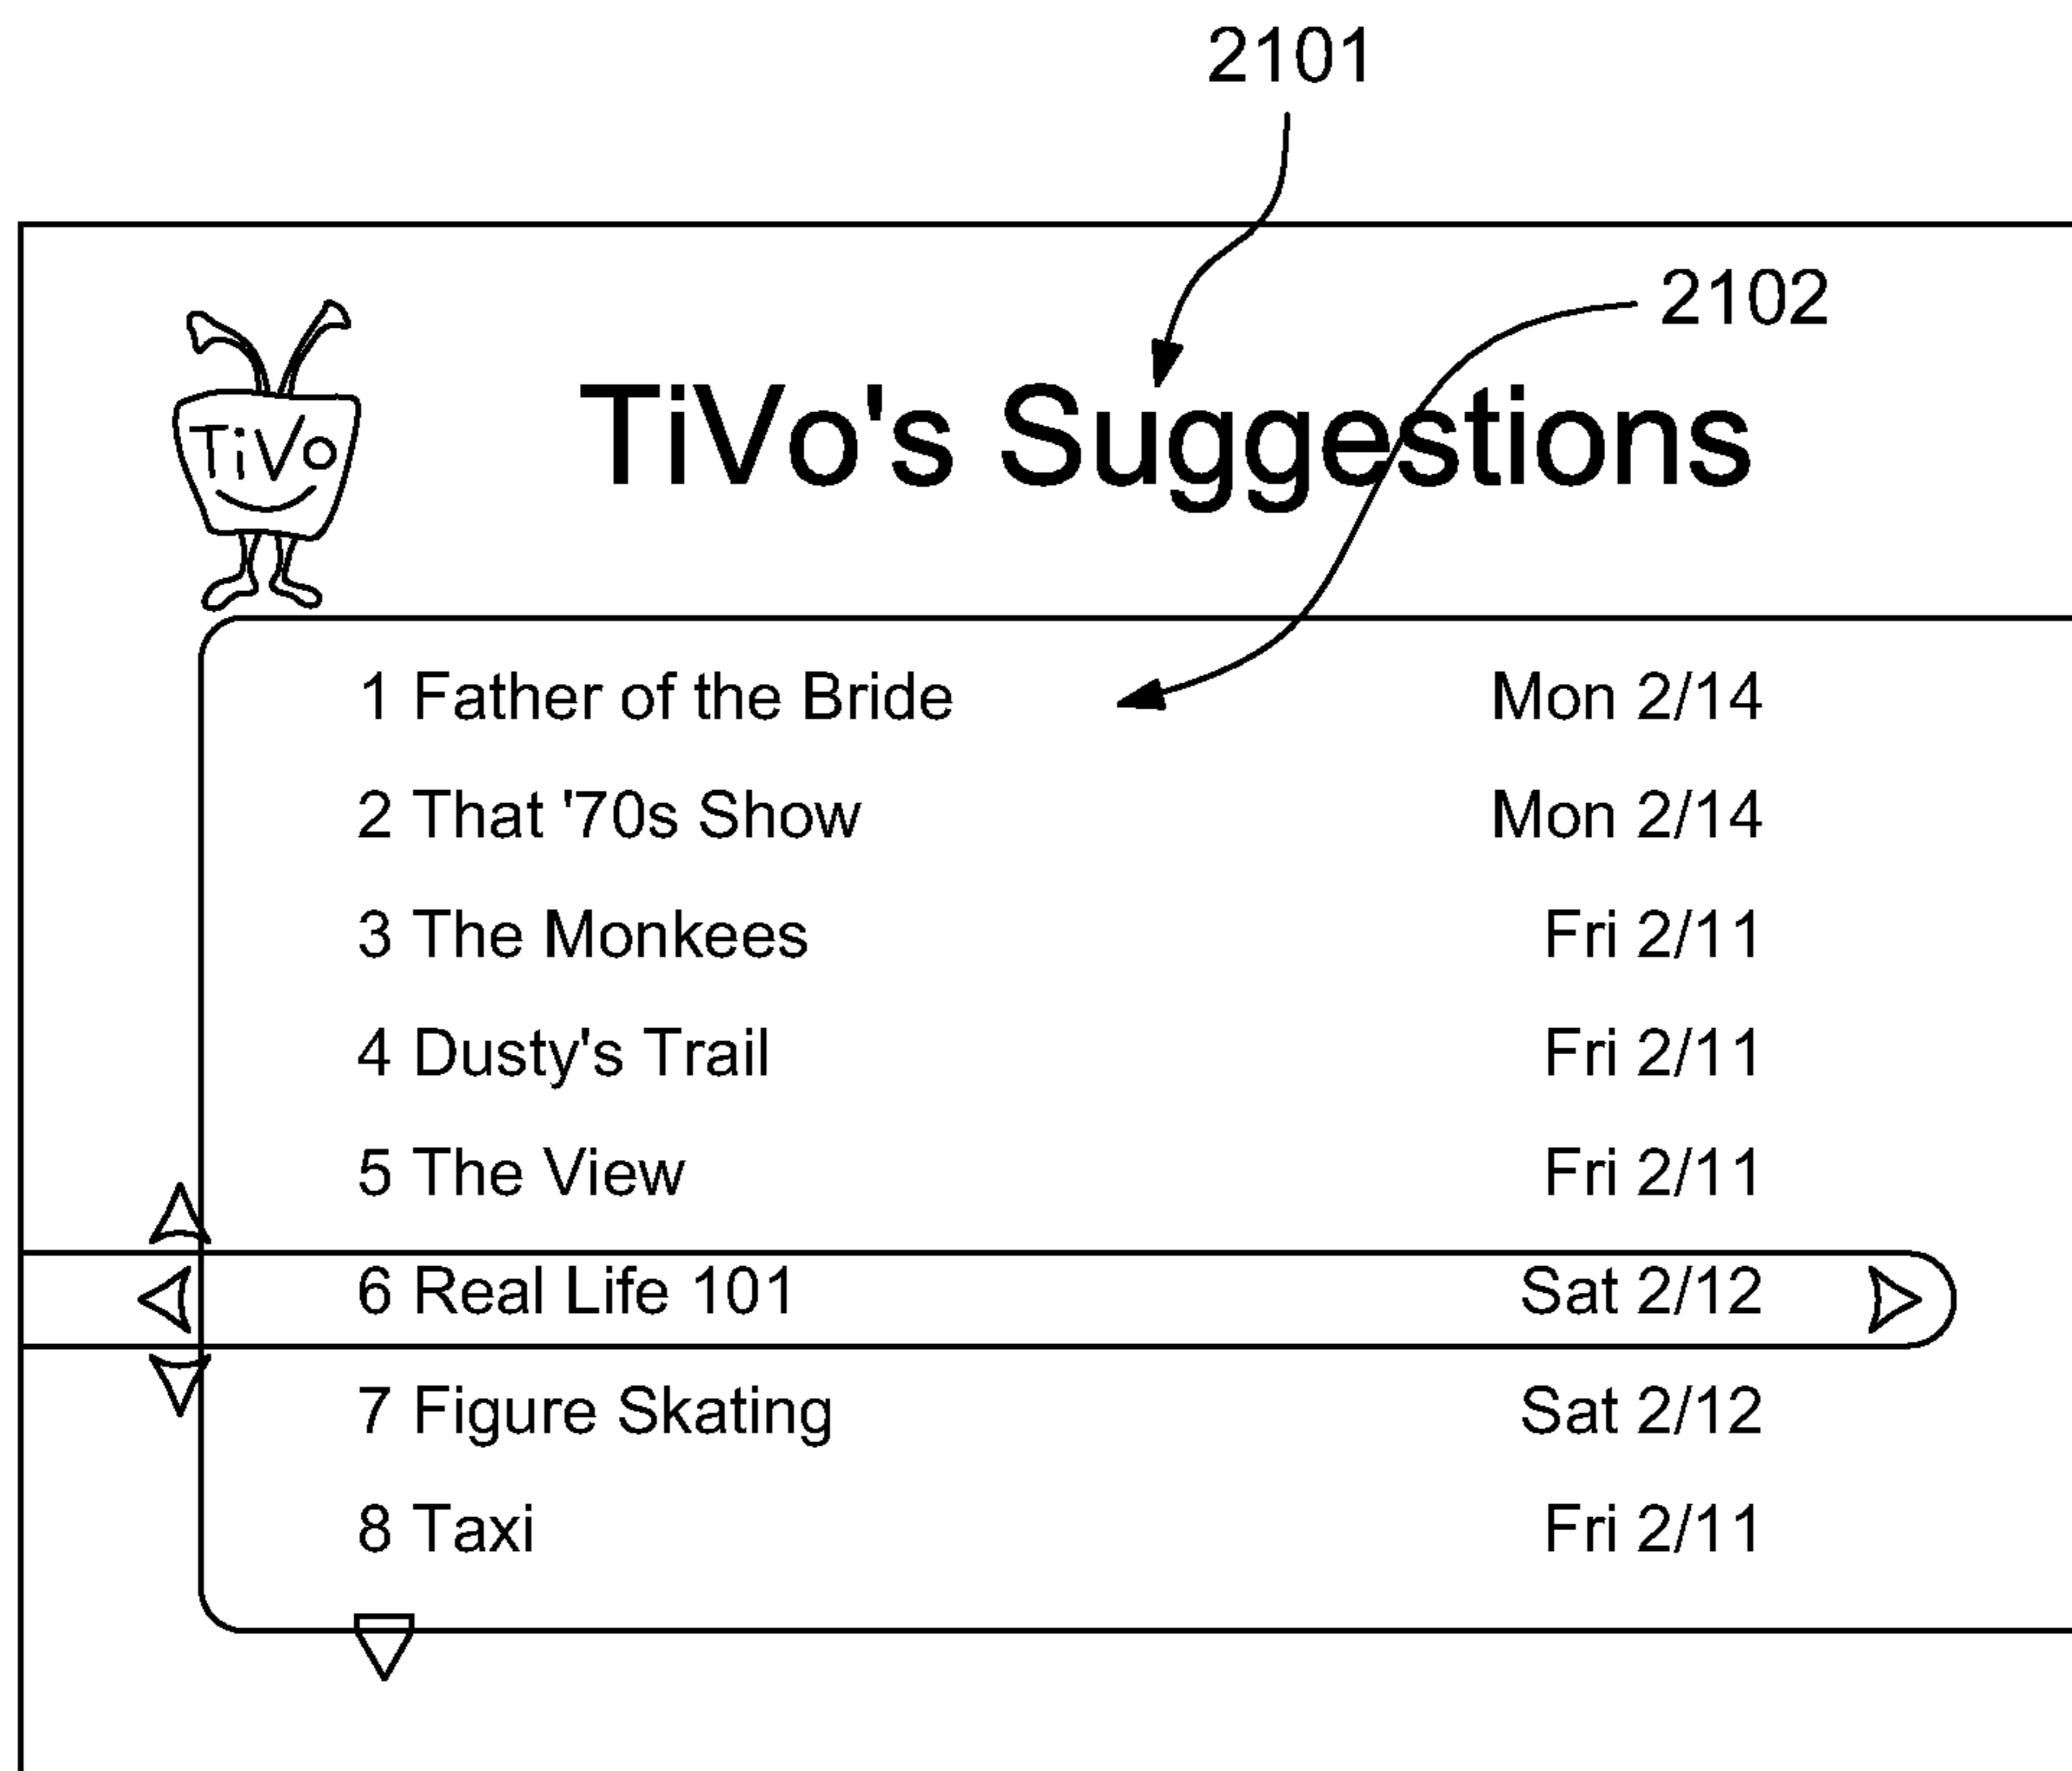 2101
2102
TiVo
TiVo's Suggestions
1 Father of the Bride Mon 2/14
2 That '70s Show Mon 2/14
3 The Monkees Fri 2/11
4 Dusty's Trail Fri 2/11
5 The View Fri 2/11
6 Real Life 101 Sat 2/12
7 Figure Skating Sat 2/12
8 Taxi Fri 2/11